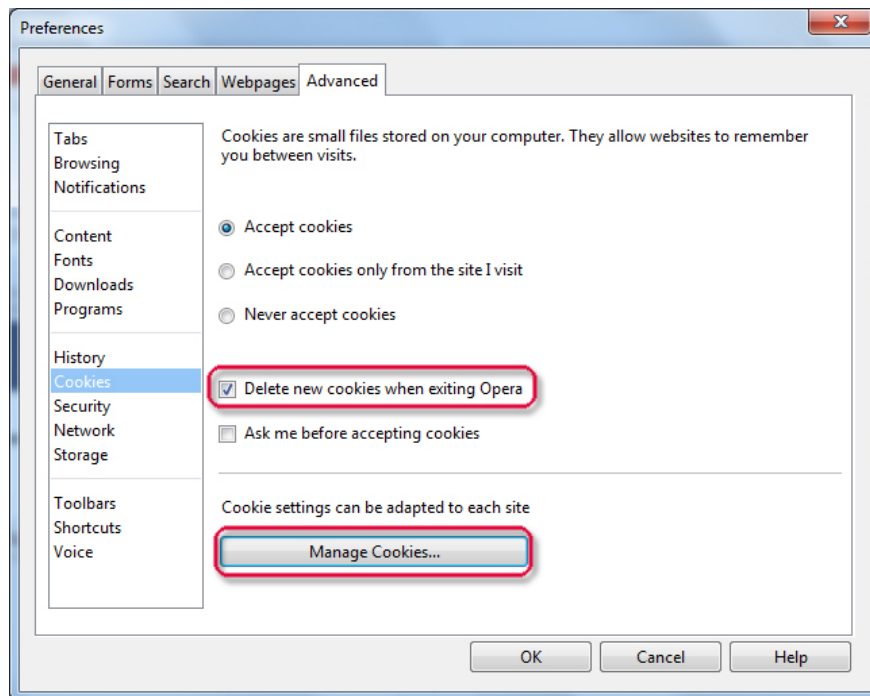 Preferences
General Forms Search Webpages Advanced
Tabs
Browsing
Notifications
Content
Fonts
Downloads
Programs
History
Cookies
Security
Network
Storage
Toolbars
Shortcuts
Voice
Cookies are small files stored on your computer. They allow websites to remember
you between visits.
Accept cookies
Accept cookies only from the site I visit
Never accept cookies
Delete new cookies when exiting Opera
Ask me before accepting cookies
Cookie settings can be adapted to each site
Manage Cookies...
OK Cancel Help